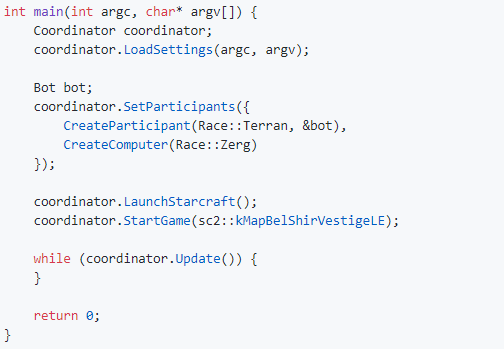 int main(int argc, char* argv[]) {
    Coordinator coordinator;
    coordinator.LoadSettings(argc, argv);

    Bot bot;
    coordinator.SetParticipants({
        CreateParticipant(Race::Terran, &bot),
        CreateComputer(Race::Zerg)
    });

    coordinator.LaunchStarcraft();
    coordinator.StartGame(sc2::kMapBelShirVestigeLE);

    while (coordinator.Update()) {
    }

    return 0;
}